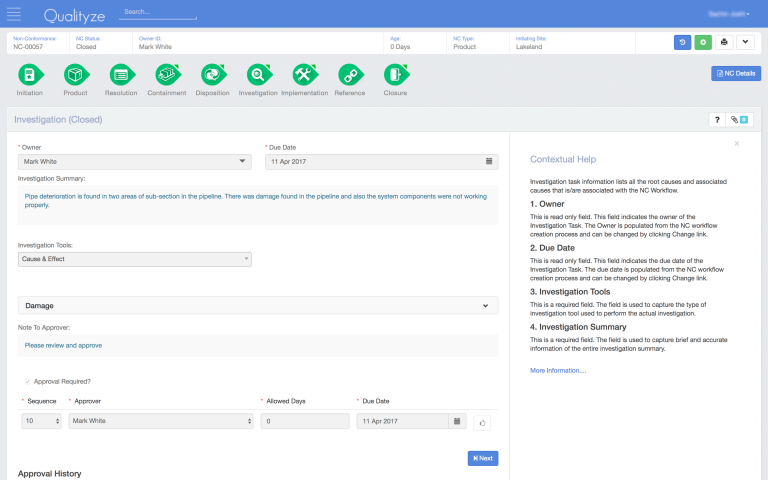 Qualityze
Search...
Non-Conformance:
NC-00057
NC Status:
Closed
Owner ID:
Mark White
Age:
0 Days
NC Type:
Product
Initiating Site:
Lakeland
Initiation
Product
Resolution
Containment
Disposition
Investigation
Implementation
Reference
Closure
NC Details
Investigation (Closed)
?
0
* Owner
Mark White
* Due Date
11 Apr 2017
Investigation Summary:
Pipe deterioration is found in two areas of sub-section in the pipeline. There was damage found in the pipeline and also the system components were not working
properly.
Investigation Tools:
Cause & Effect
Damage
Note To Approver:
Please review and approve
Approval Required?
* Sequence
* Approver
* Allowed Days
* Due Date
10
Mark White
0
11 Apr 2017
Next
Approval History
×
Contextual Help
Investigation task information lists all the root causes and associated
causes that is/are associated with the NC Workflow.
1. Owner
This is read only field. This field indicates the owner of the
Investigation Task. The Owner is populated from the NC workflow
creation process and can be changed by clicking Change link.
2. Due Date
This is read only field. This field indicates the due date of the
Investigation Task. The due date is populated from the NC workflow
creation process and can be changed by clicking Change link.
3. Investigation Tools
This is a required field. The field is used to capture the type of
investigation tool used to perform the actual investigation.
4. Investigation Summary
This is a required field. The field is used to capture brief and accurate
information of the entire investigation summary.
More Information....